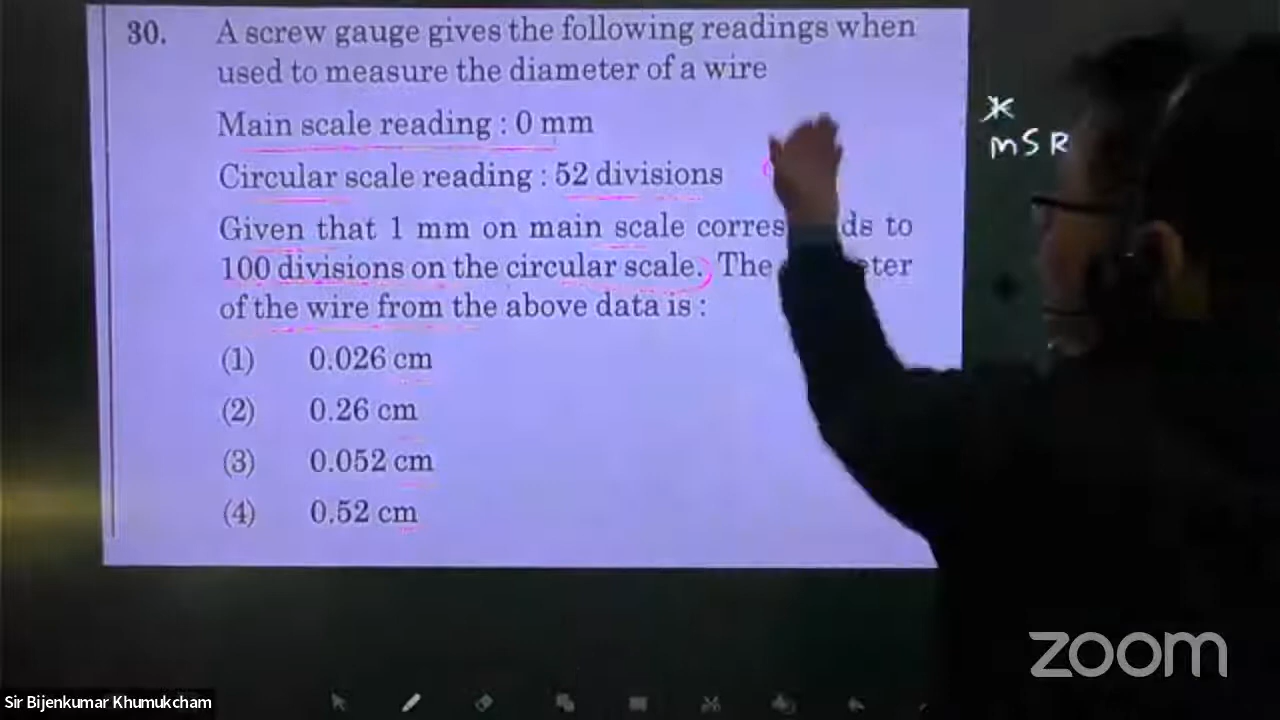 30. A screw gauge gives the following readings when
used to measure the diameter of a wire
Main scale reading : 0 mm
Circular scale reading : 52 divisions
Given that 1 mm on main scale ds to
100 divisions on the circular scale. The
of the wire from the above data is :
(1) 0.026 cm
(2) 0.26 cm
(3) 0.052 cm
(4) 0.52 cm
MSR
zoom
Sir Bijenkumar Khumukcham